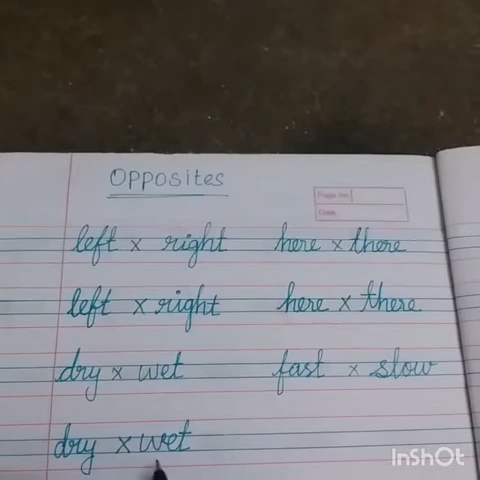 Opposites
Page No.
Date
left x right here x there
left x right here x there
dry x wet fast x slow
dry x wet
InShOt